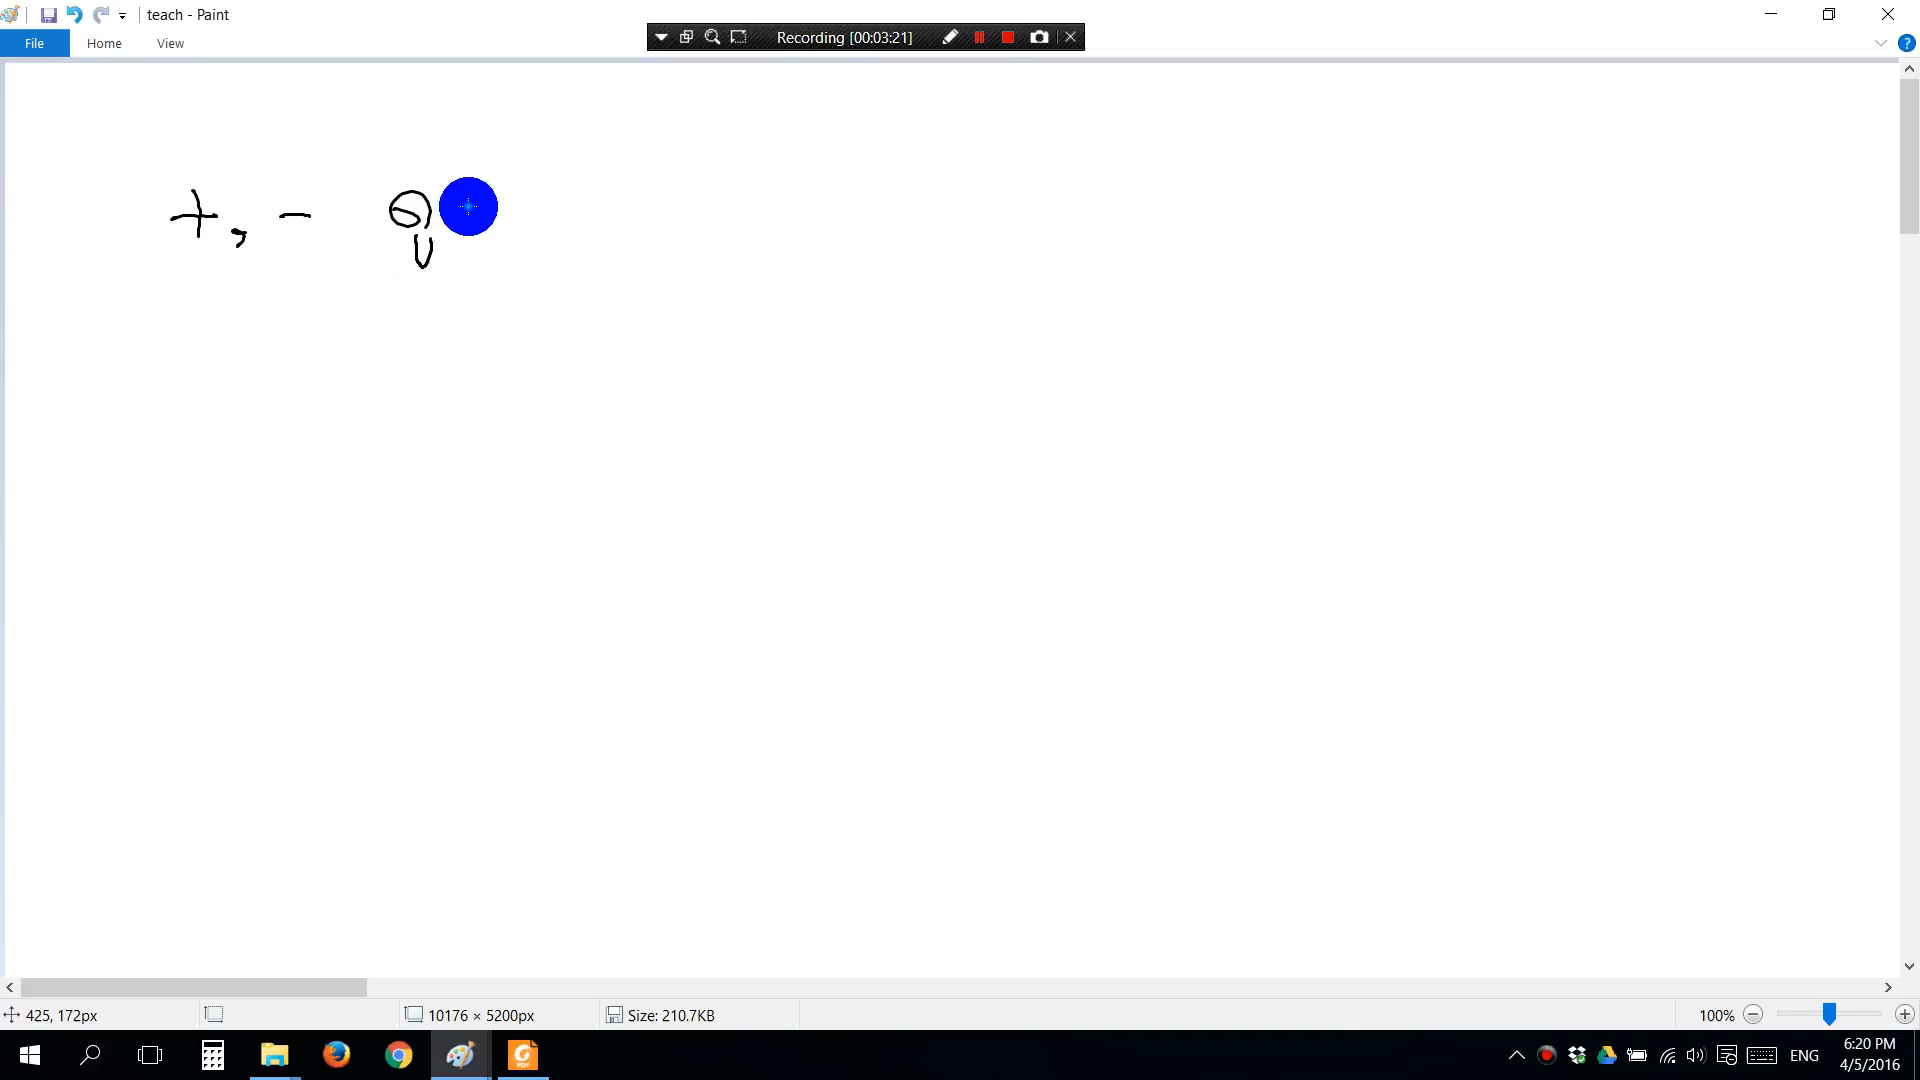 teach - Paint
File Home View
Recording [00:03:21]
+, -
425, 172px 10176 × 5200px Size: 210.7KB 100%
ENG 6:20 PM
4/5/2016